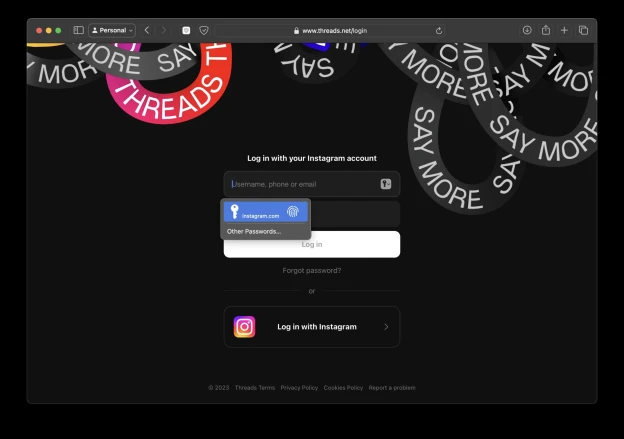 Personal
www.threads.net/login
MORE SAY
THREADS TH
SAY
MORE
SAY MORE
SAY MORE
SAY
MO
SAY MORE
Log in with your Instagram account
Username, phone or email
instagram.com
Other Passwords...
Log in
Forgot password?
or
Log in with Instagram
© 2023 Threads Terms Privacy Policy Cookies Policy Report a problem